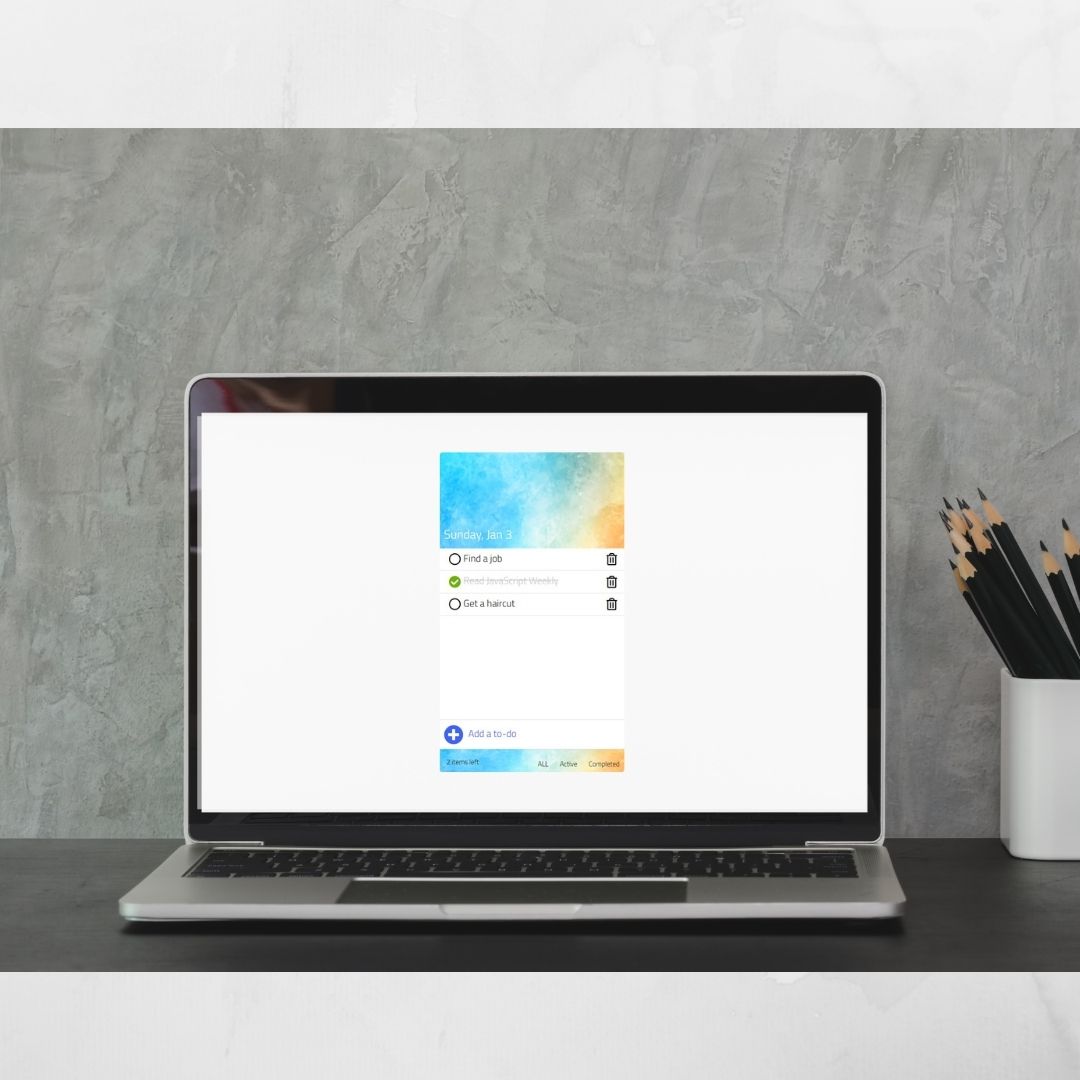 Sunday, Jan 3
Find a job
Read JavaScript Weekly
Get a haircut
Add a to-do
2 items left ALL Active Completed